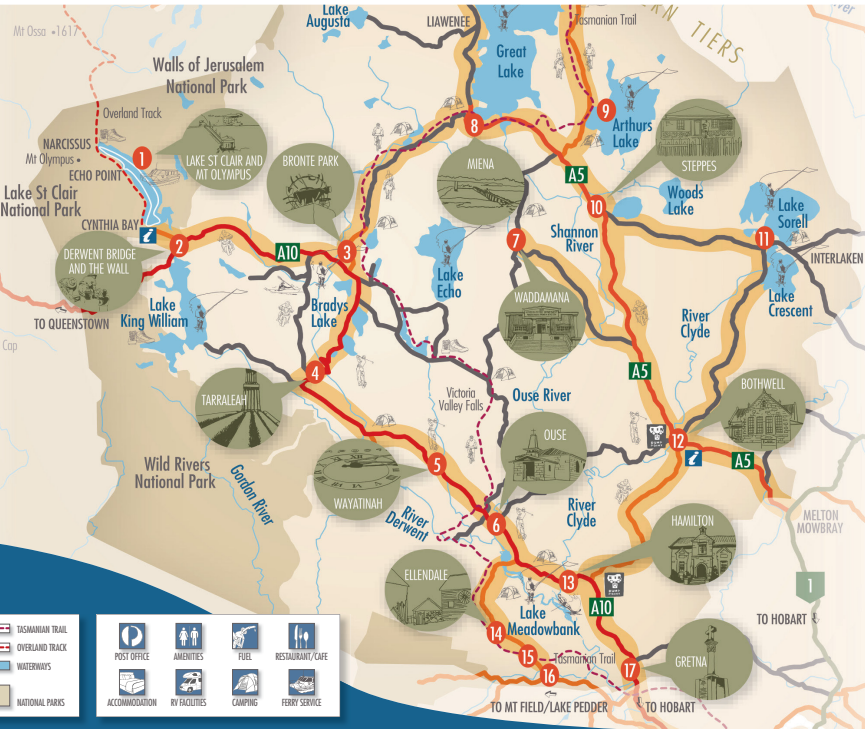 Lake
Augusta
LIAWENEE
Tasmanian Trail
RN TIERS
Mt Ossa •1617
Walls of Jerusalem
National Park
Great
Lake
Overland Track
NARCISSUS
Mt Olympus •
ECHO POINT
1
LAKE ST CLAIR AND
MT OLYMPUS
BRONTE PARK
8
MIENA
9
Arthurs
Lake
STEPPES
A5
Lake St Clair
National Park
CYNTHIA BAY
i
2
DERWENT BRIDGE
AND THE WALL
A10
3
7
Shannon
River
10
Woods
Lake
Lake
Sorell
11
INTERLAKEN
Lake
Crescent
TO QUEENSTOWN
Lake
King William
Bradys
Lake
Lake
Echo
WADDAMANA
River
Clyde
Cap
4
TARRALEAH
Victoria
Valley Falls
Ouse River
A5
BOTHWELL
12
i
A5
Wild Rivers
National Park
Gordon River
5
WAYATINAH
OUSE
River
Derwent
6
River
Clyde
HAMILTON
MELTON
MOWBRAY
ELLENDALE
13
A10
1
TO HOBART
Lake
Meadowbank
14
15
16
Tasmanian Trail
17
GRETNA
TO MT FIELD/LAKE PEDDER
TO HOBART
TASMANIAN TRAIL
OVERLAND TRACK
WATERWAYS
NATIONAL PARKS
POST OFFICE
AMENITIES
FUEL
RESTAURANT/CAFE
ACCOMMODATION
RV FACILITIES
CAMPING
FERRY SERVICE